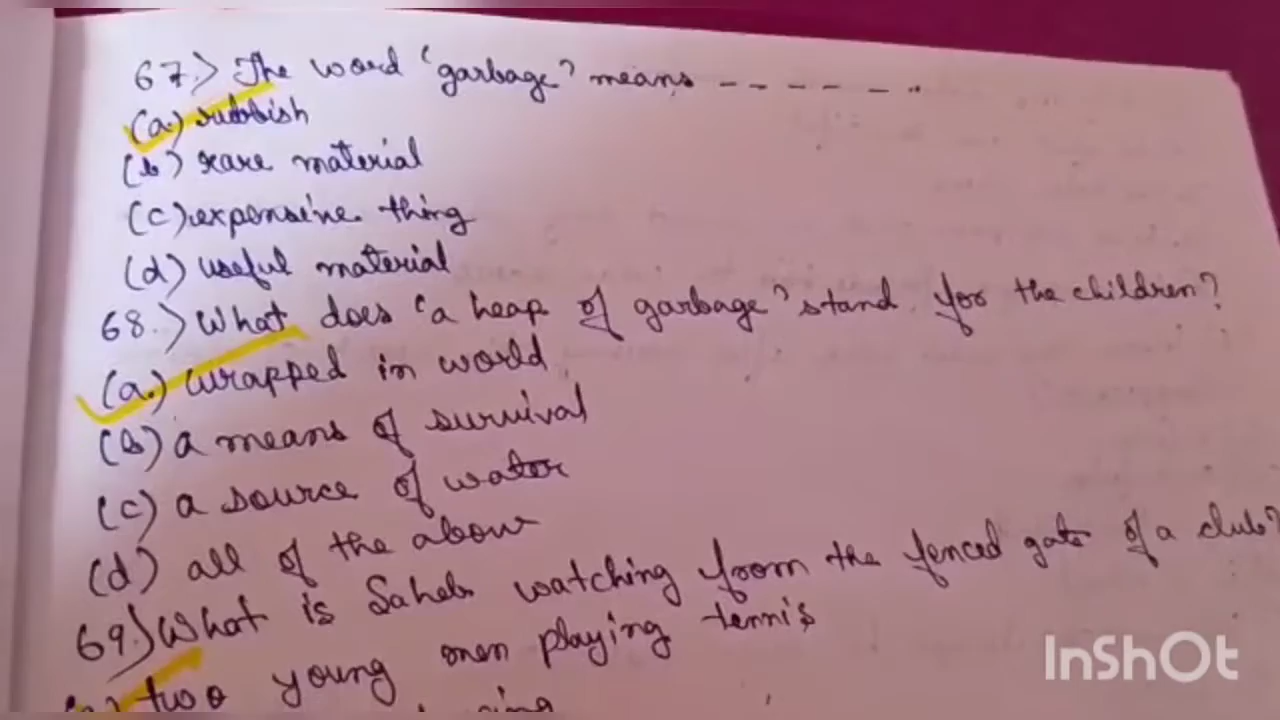 67.) The word 'garbage' means - - - - - -.
(a.) rubbish
(b) rare material
(c) expensive thing
(d) useful material
68.) What does 'a heap of garbage' stand for the children?
(a.) wrapped in world
(b) a means of survival
(c) a source of water
(d) all of the above
69.) What is Saheb watching from the fenced gate of a club?
(a) two young men playing tennis
InShOt